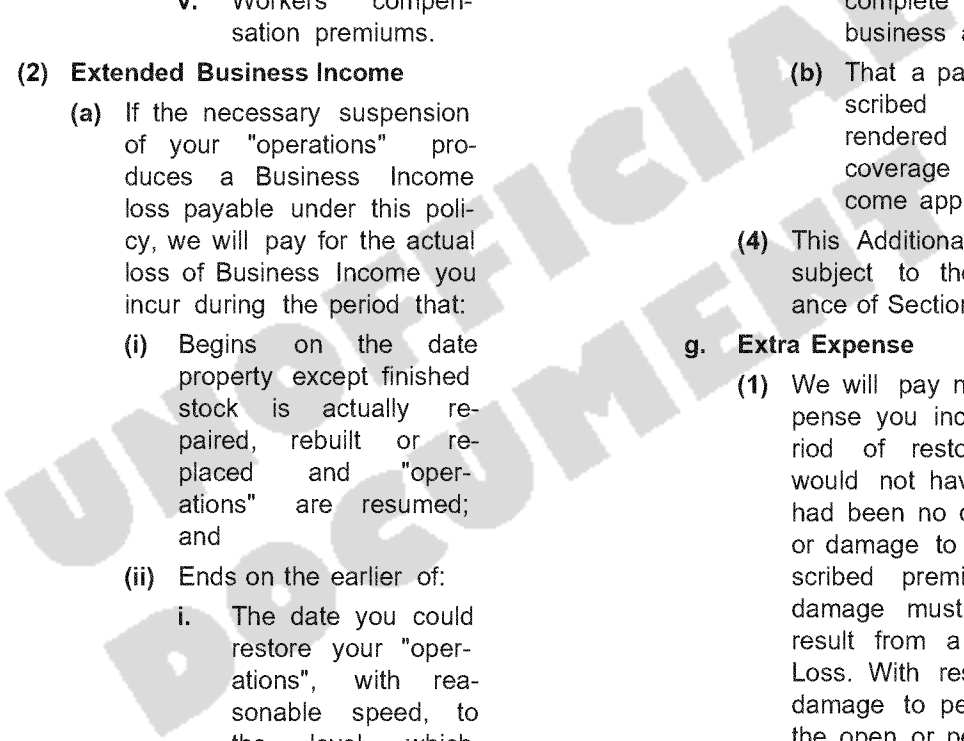 v. Workers' compen-
sation premiums.
(2) Extended Business Income
(a) If the necessary suspension
of your "operations" pro-
duces a Business Income
loss payable under this poli-
cy, we will pay for the actual
loss of Business Income you
incur during the period that:
(i) Begins on the date
property except finished
stock is actually re-
paired, rebuilt or re-
placed and "oper-
ations" are resumed;
and
(ii) Ends on the earlier of:
i. The date you could
restore your "oper-
ations", with rea-
sonable speed, to
the level which
complete
business a
(b) That a pa
scribed
rendered
coverage
come app
(4) This Additiona
subject to the
ance of Section
g. Extra Expense
(1) We will pay n
pense you inc
riod of resto
would not hav
had been no d
or damage to
scribed premi
damage must
result from a
Loss. With res
damage to pe
the open or pe
UNOFFICIAL
DOCUMENT